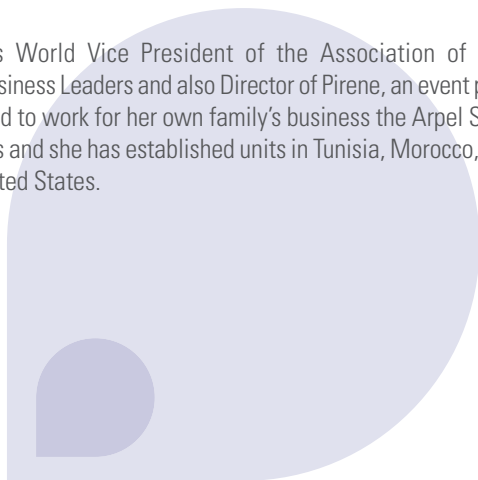 s World Vice President of the Association of
siness Leaders and also Director of Pirene, an event p
d to work for her own family's business the Arpel S
s and she has established units in Tunisia, Morocco,
ted States.